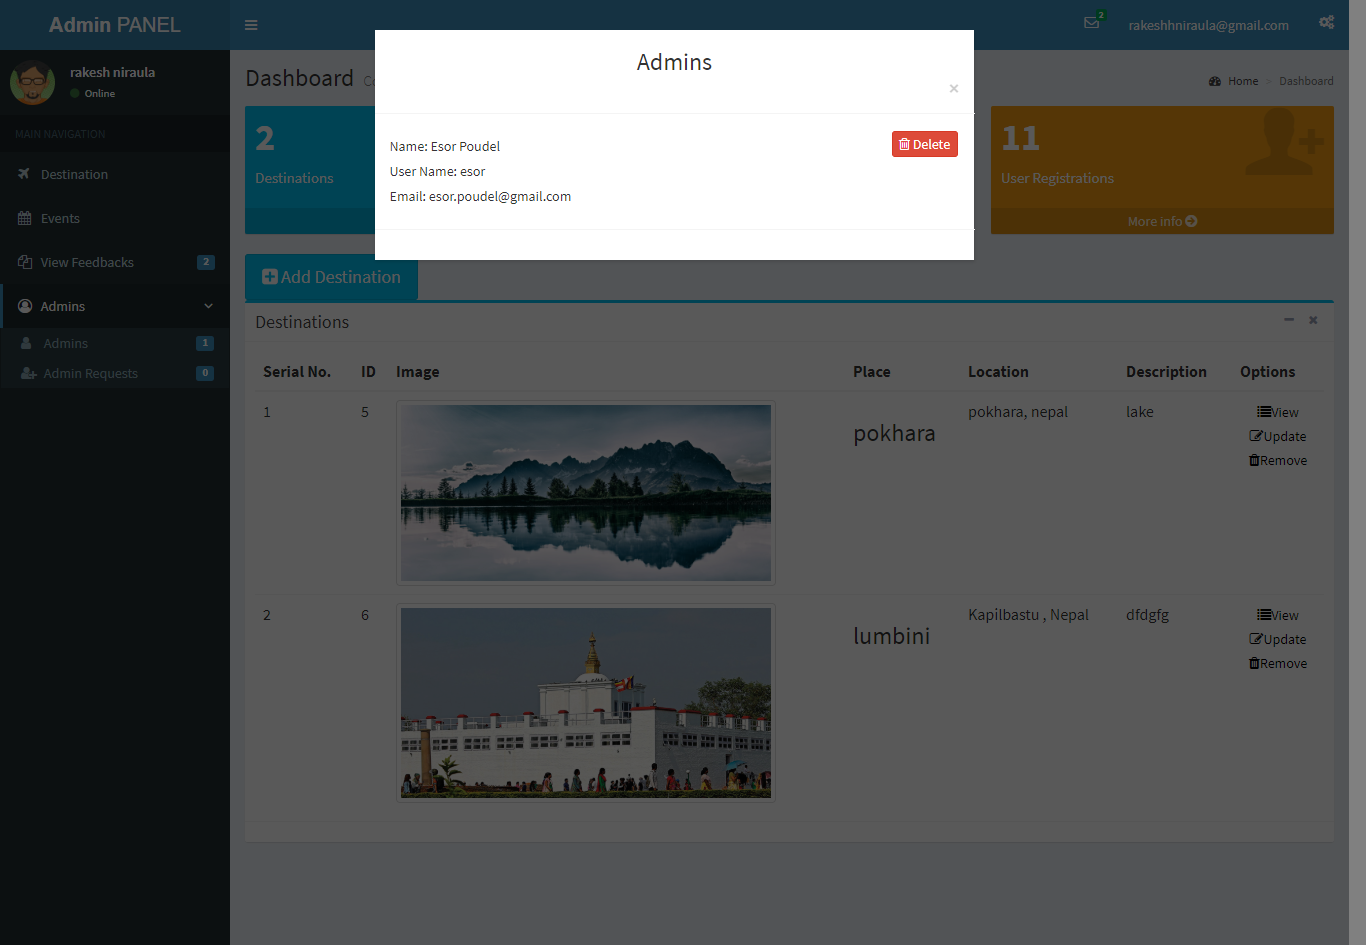 Admin PANEL
2
rakeshhniraula@gmail.com
rakesh niraula
Online
MAIN NAVIGATION
Destination
Events
View Feedbacks 2
Admins
Admins 1
Admin Requests 0
Dashboard
Home > Dashboard
2
Destinations
11
User Registrations
More info
Admins
×
Name: Esor Poudel
User Name: esor
Email: esor.poudel@gmail.com
Delete
Add Destination
Destinations
Serial No. ID Image Place Location Description Options
1 5 pokhara pokhara, nepal lake View
Update
Remove
2 6 lumbini Kapilbastu , Nepal dfdgfg View
Update
Remove